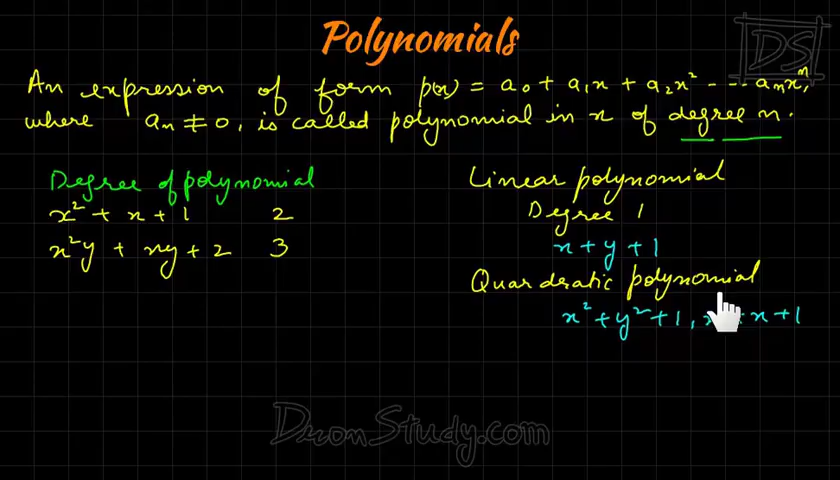 Polynomials
DS
An expression of form p(x) = a₀ + a₁x + a₂x² - - - aₙxⁿ,
where aₙ ≠ 0, is called polynomial in x of degree n.
Degree of polynomial
x² + x + 1 2
x²y + xy + 2 3
Linear polynomial
Degree 1
x + y + 1
Quardratic polynomial
x² + y² + 1, x + x + 1
DronStudy.com